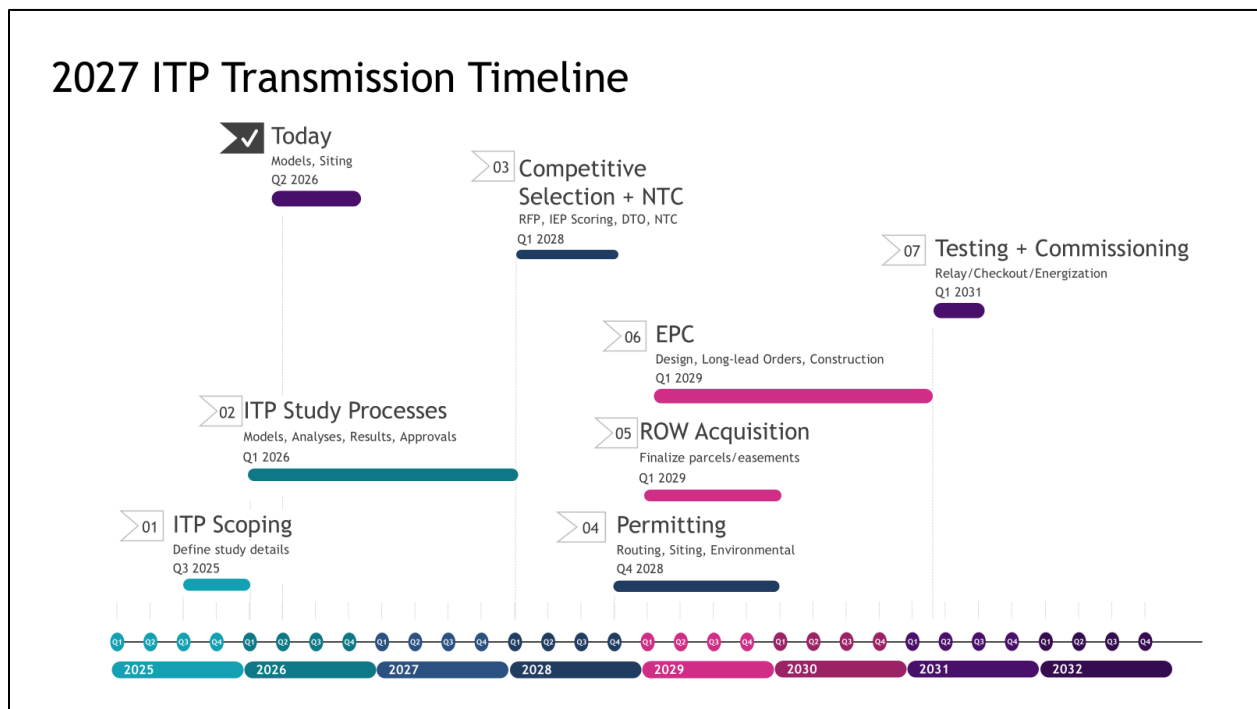 2027 ITP Transmission Timeline
Today
Models, Siting
Q2 2026
03
Competitive
Selection + NTC
RFP, IEP Scoring, DTO, NTC
Q1 2028
07
Testing + Commissioning
Relay/Checkout/Energization
Q1 2031
06
EPC
Design, Long-lead Orders, Construction
Q1 2029
02
ITP Study Processes
Models, Analyses, Results, Approvals
Q1 2026
05
ROW Acquisition
Finalize parcels/easements
Q1 2029
01
ITP Scoping
Define study details
Q3 2025
04
Permitting
Routing, Siting, Environmental
Q4 2028
Q1 Q2 Q3 Q4 Q1 Q2 Q3 Q4 Q1 Q2 Q3 Q4 Q1 Q2 Q3 Q4 Q1 Q2 Q3 Q4 Q1 Q2 Q3 Q4 Q1 Q2 Q3 Q4 Q1 Q2 Q3 Q4
2025 2026 2027 2028 2029 2030 2031 2032